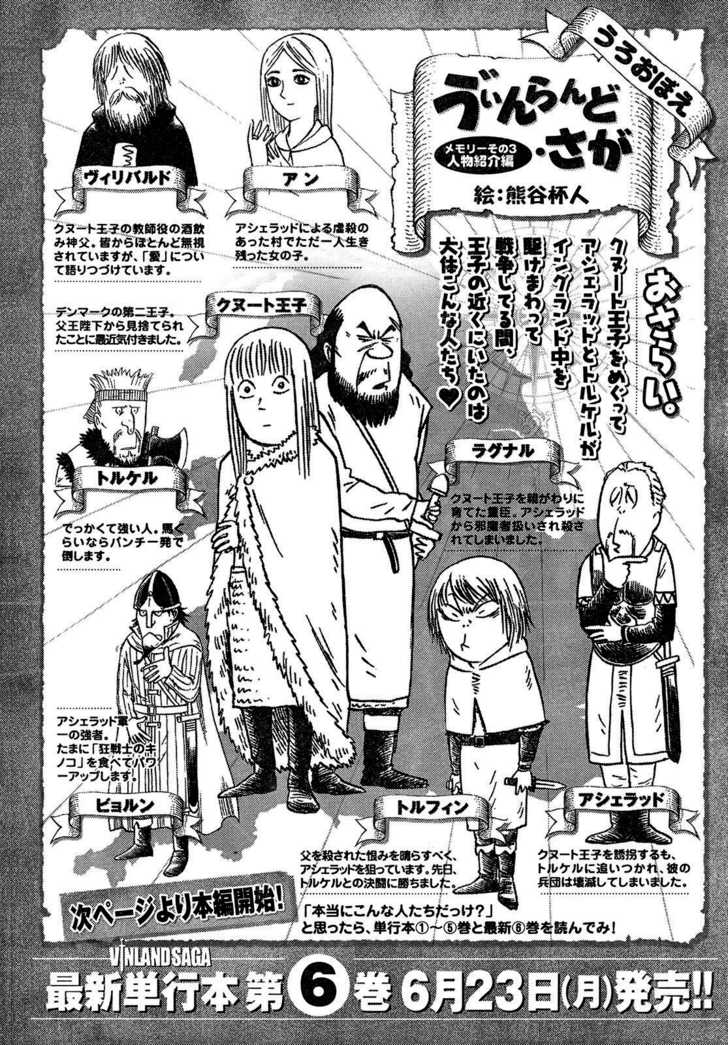 うろおぼえ
ゔぃんらんど
・さが
メモリーその3
人物紹介編
絵：熊谷杯人
おさらい。
クヌート王子をめぐって
アシェラッドとトルケルが
イングランド中を
駆けまわって
戦争してる間、
王子の近くにいたのは
大体こんな人たち♥
ヴィリバルド
クヌート王子の教師役の酒飲
み神父。皆からほとんど無視
されていますが、「愛」につい
て語りつづけています。
アン
アシェラッドによる虐殺の
あった村でただ一人生き
残った女の子。
クヌート王子
デンマークの第二王子。
父王陛下から見捨てられ
たことに最近気付きました。
ラグナル
クヌート王子を親がわりに
育てた重臣。アシェラッド
から邪魔者扱いされ殺さ
れてしまいました。
トルケル
でっかくて強い人。馬ぐ
らいならパンチ一発で
倒します。
アシェラッド軍
一の強者。
たまに「狂戦士のキ
ノコ」を食べてパワ
ーアップします。
ビョルン
トルフィン
父を殺された恨みを晴らすべく、
アシェラッドを狙っています。先日、
トルケルとの決闘に勝ちました。
アシェラッド
クヌート王子を誘拐するも、
トルケルに追いつかれ、彼の
兵団は壊滅してしまいました。
次ページより本編開始！
「本当にこんな人たちだっけ？」
と思ったら、単行本①〜⑤巻と最新⑥巻を読んでみ！
VINLAND SAGA
最新単行本 第6巻 6月23日(月)発売!!